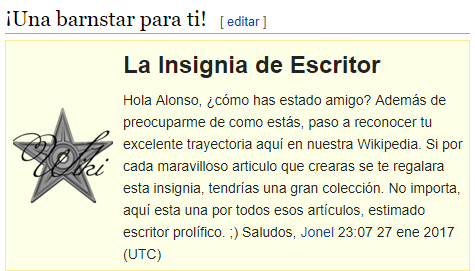 ¡Una barnstar para ti! [ editar ]
La Insignia de Escritor
Hola Alonso, ¿cómo has estado amigo? Además de
preocuparme de como estás, paso a reconocer tu
excelente trayectoria aquí en nuestra Wikipedia. Si por
cada maravilloso articulo que crearas se te regalara
esta insignia, tendrías una gran colección. No importa,
aquí esta una por todos esos artículos, estimado
escritor prolífico. ;) Saludos, Jonel 23:07 27 ene 2017
(UTC)
Wiki